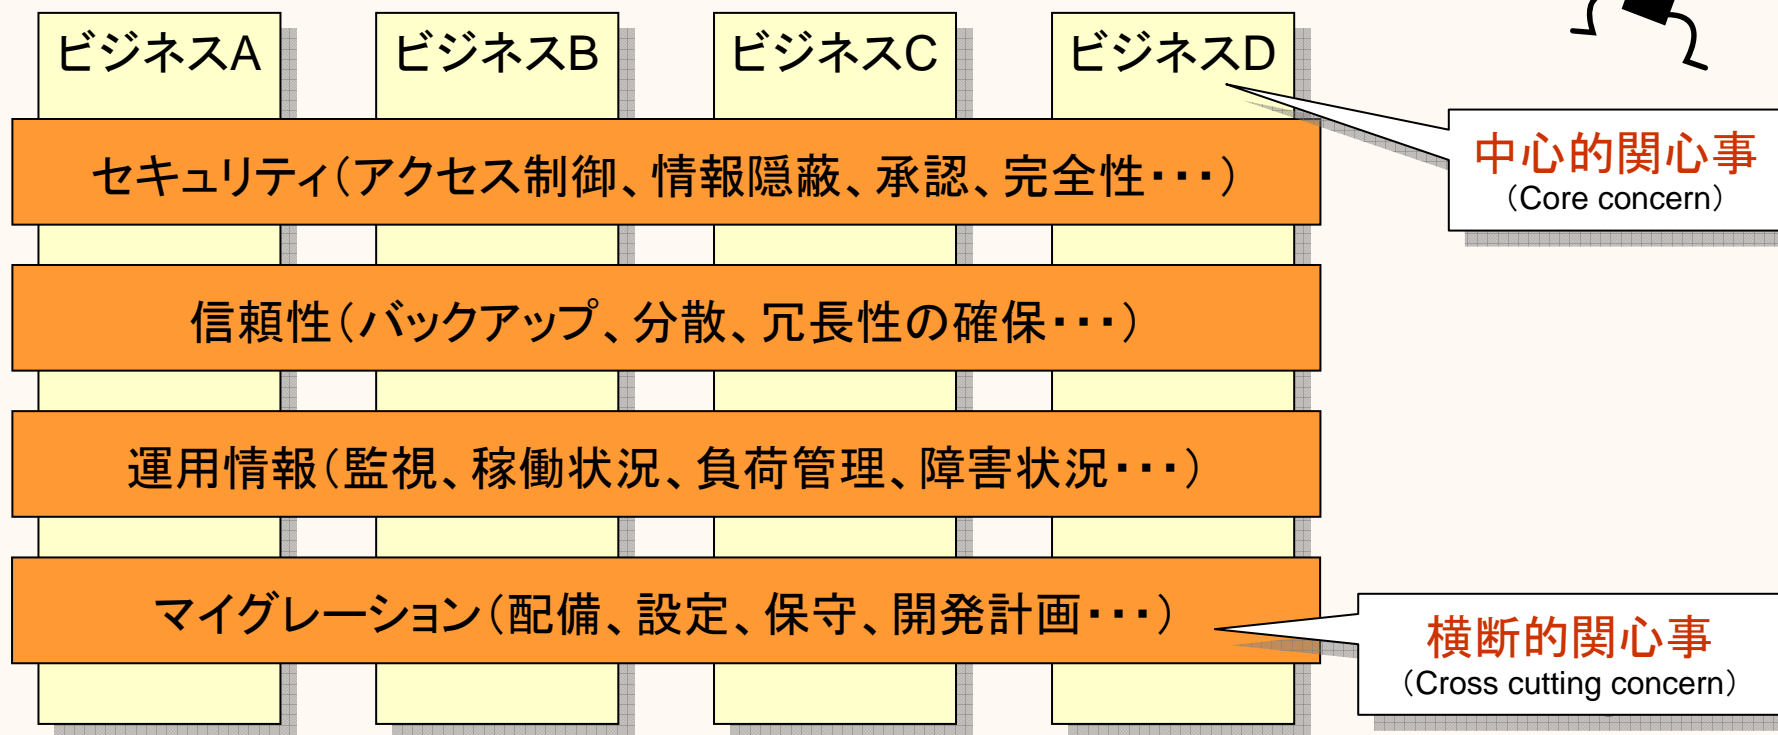 ビジネスA
ビジネスB
ビジネスC
ビジネスD
セキュリティ(アクセス制御、情報隠蔽、承認、完全性・・・)
中心的関心事
(Core concern)
信頼性(バックアップ、分散、冗長性の確保・・・)
運用情報(監視、稼働状況、負荷管理、障害状況・・・)
マイグレーション(配備、設定、保守、開発計画・・・)
横断的関心事
(Cross cutting concern)